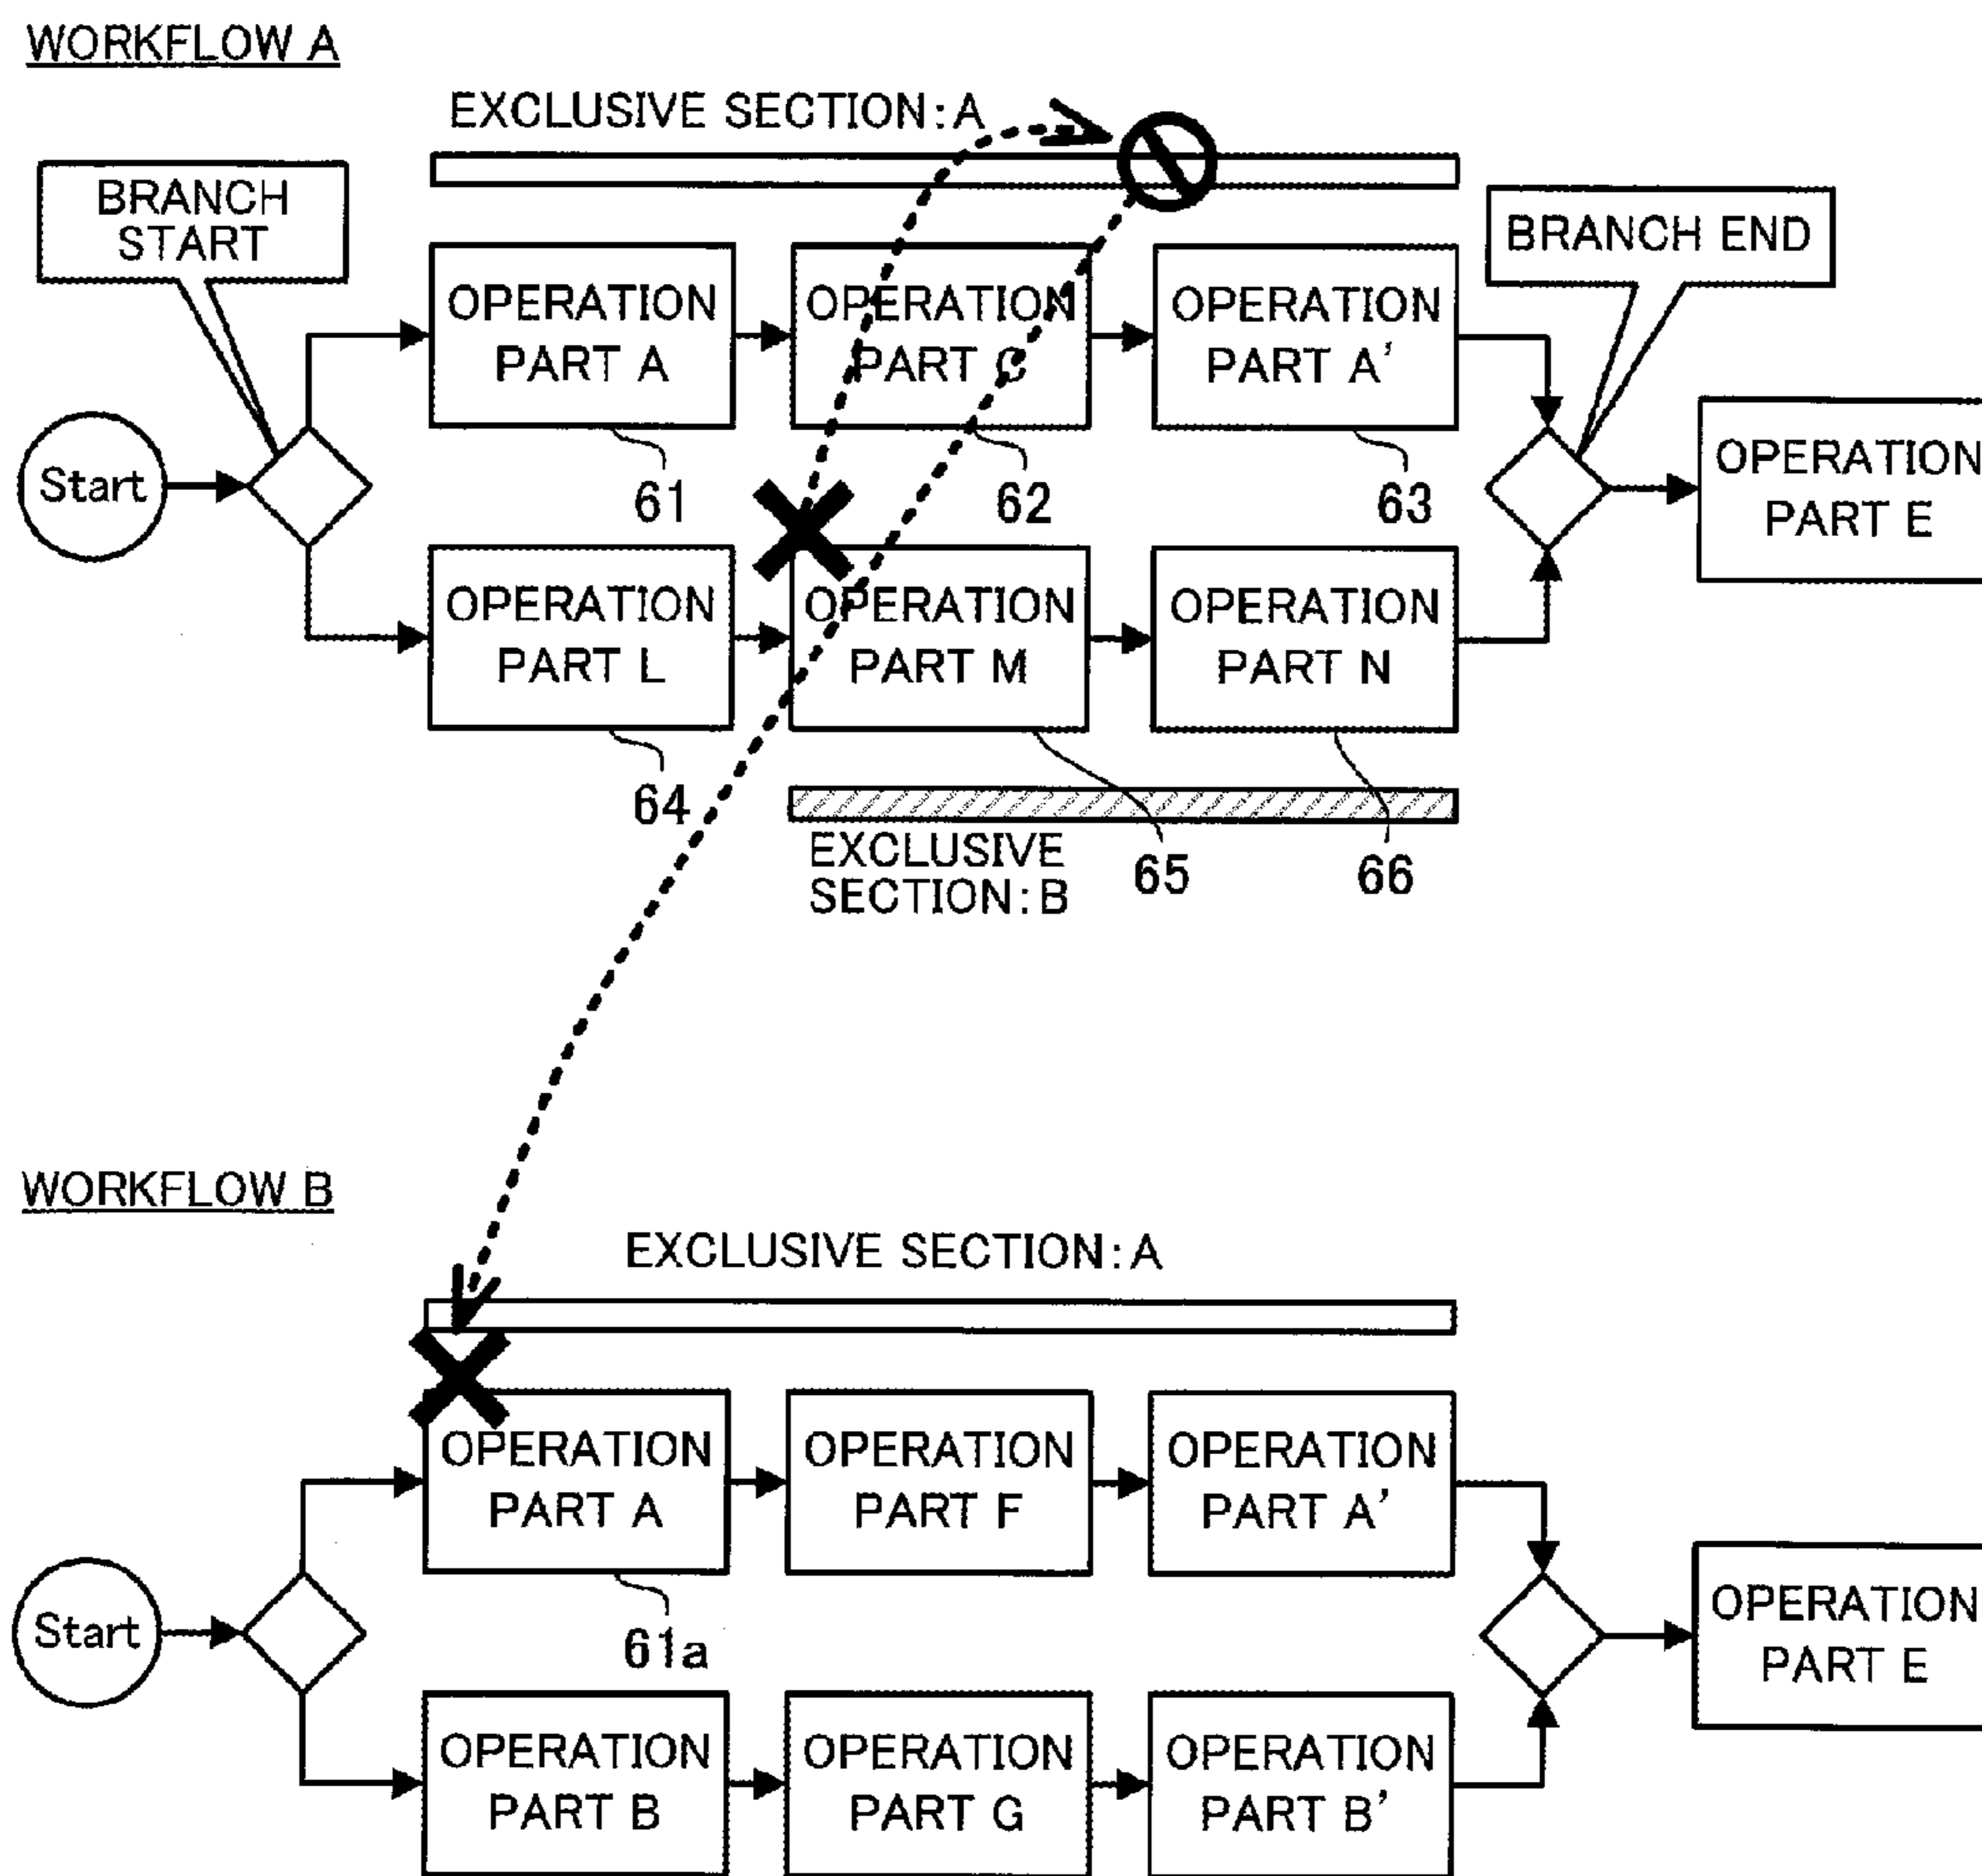 WORKFLOW A
EXCLUSIVE SECTION:A
BRANCH
START
BRANCH END
OPERATION
PART A
OPERATION
PART C
OPERATION
PART A'
61
62
63
Start
OPERATION
PART E
OPERATION
PART L
OPERATION
PART M
OPERATION
PART N
64
65
66
EXCLUSIVE
SECTION:B
WORKFLOW B
EXCLUSIVE SECTION:A
OPERATION
PART A
OPERATION
PART F
OPERATION
PART A'
61a
Start
OPERATION
PART E
OPERATION
PART B
OPERATION
PART G
OPERATION
PART B'